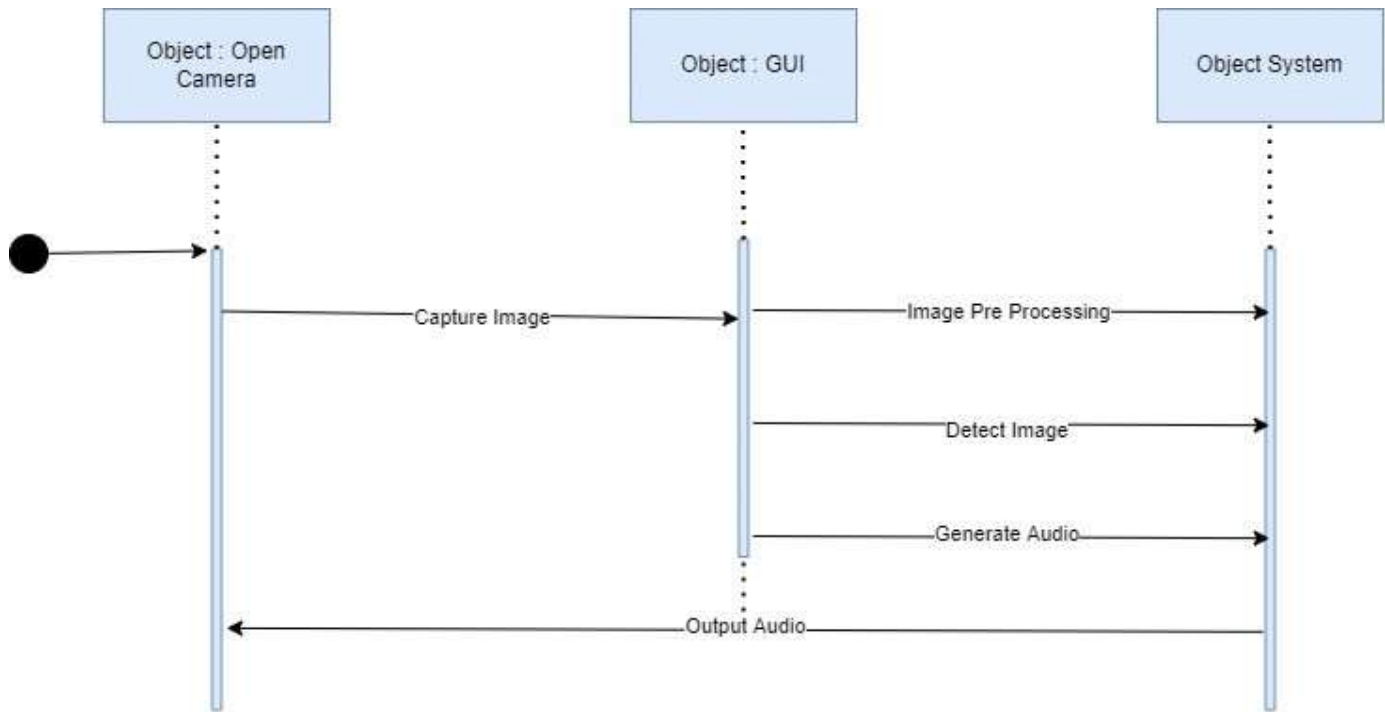 Object : Open
Camera
Object : GUI
Object System
Capture Image
Image Pre Processing
Detect Image
Generate Audio
Output Audio